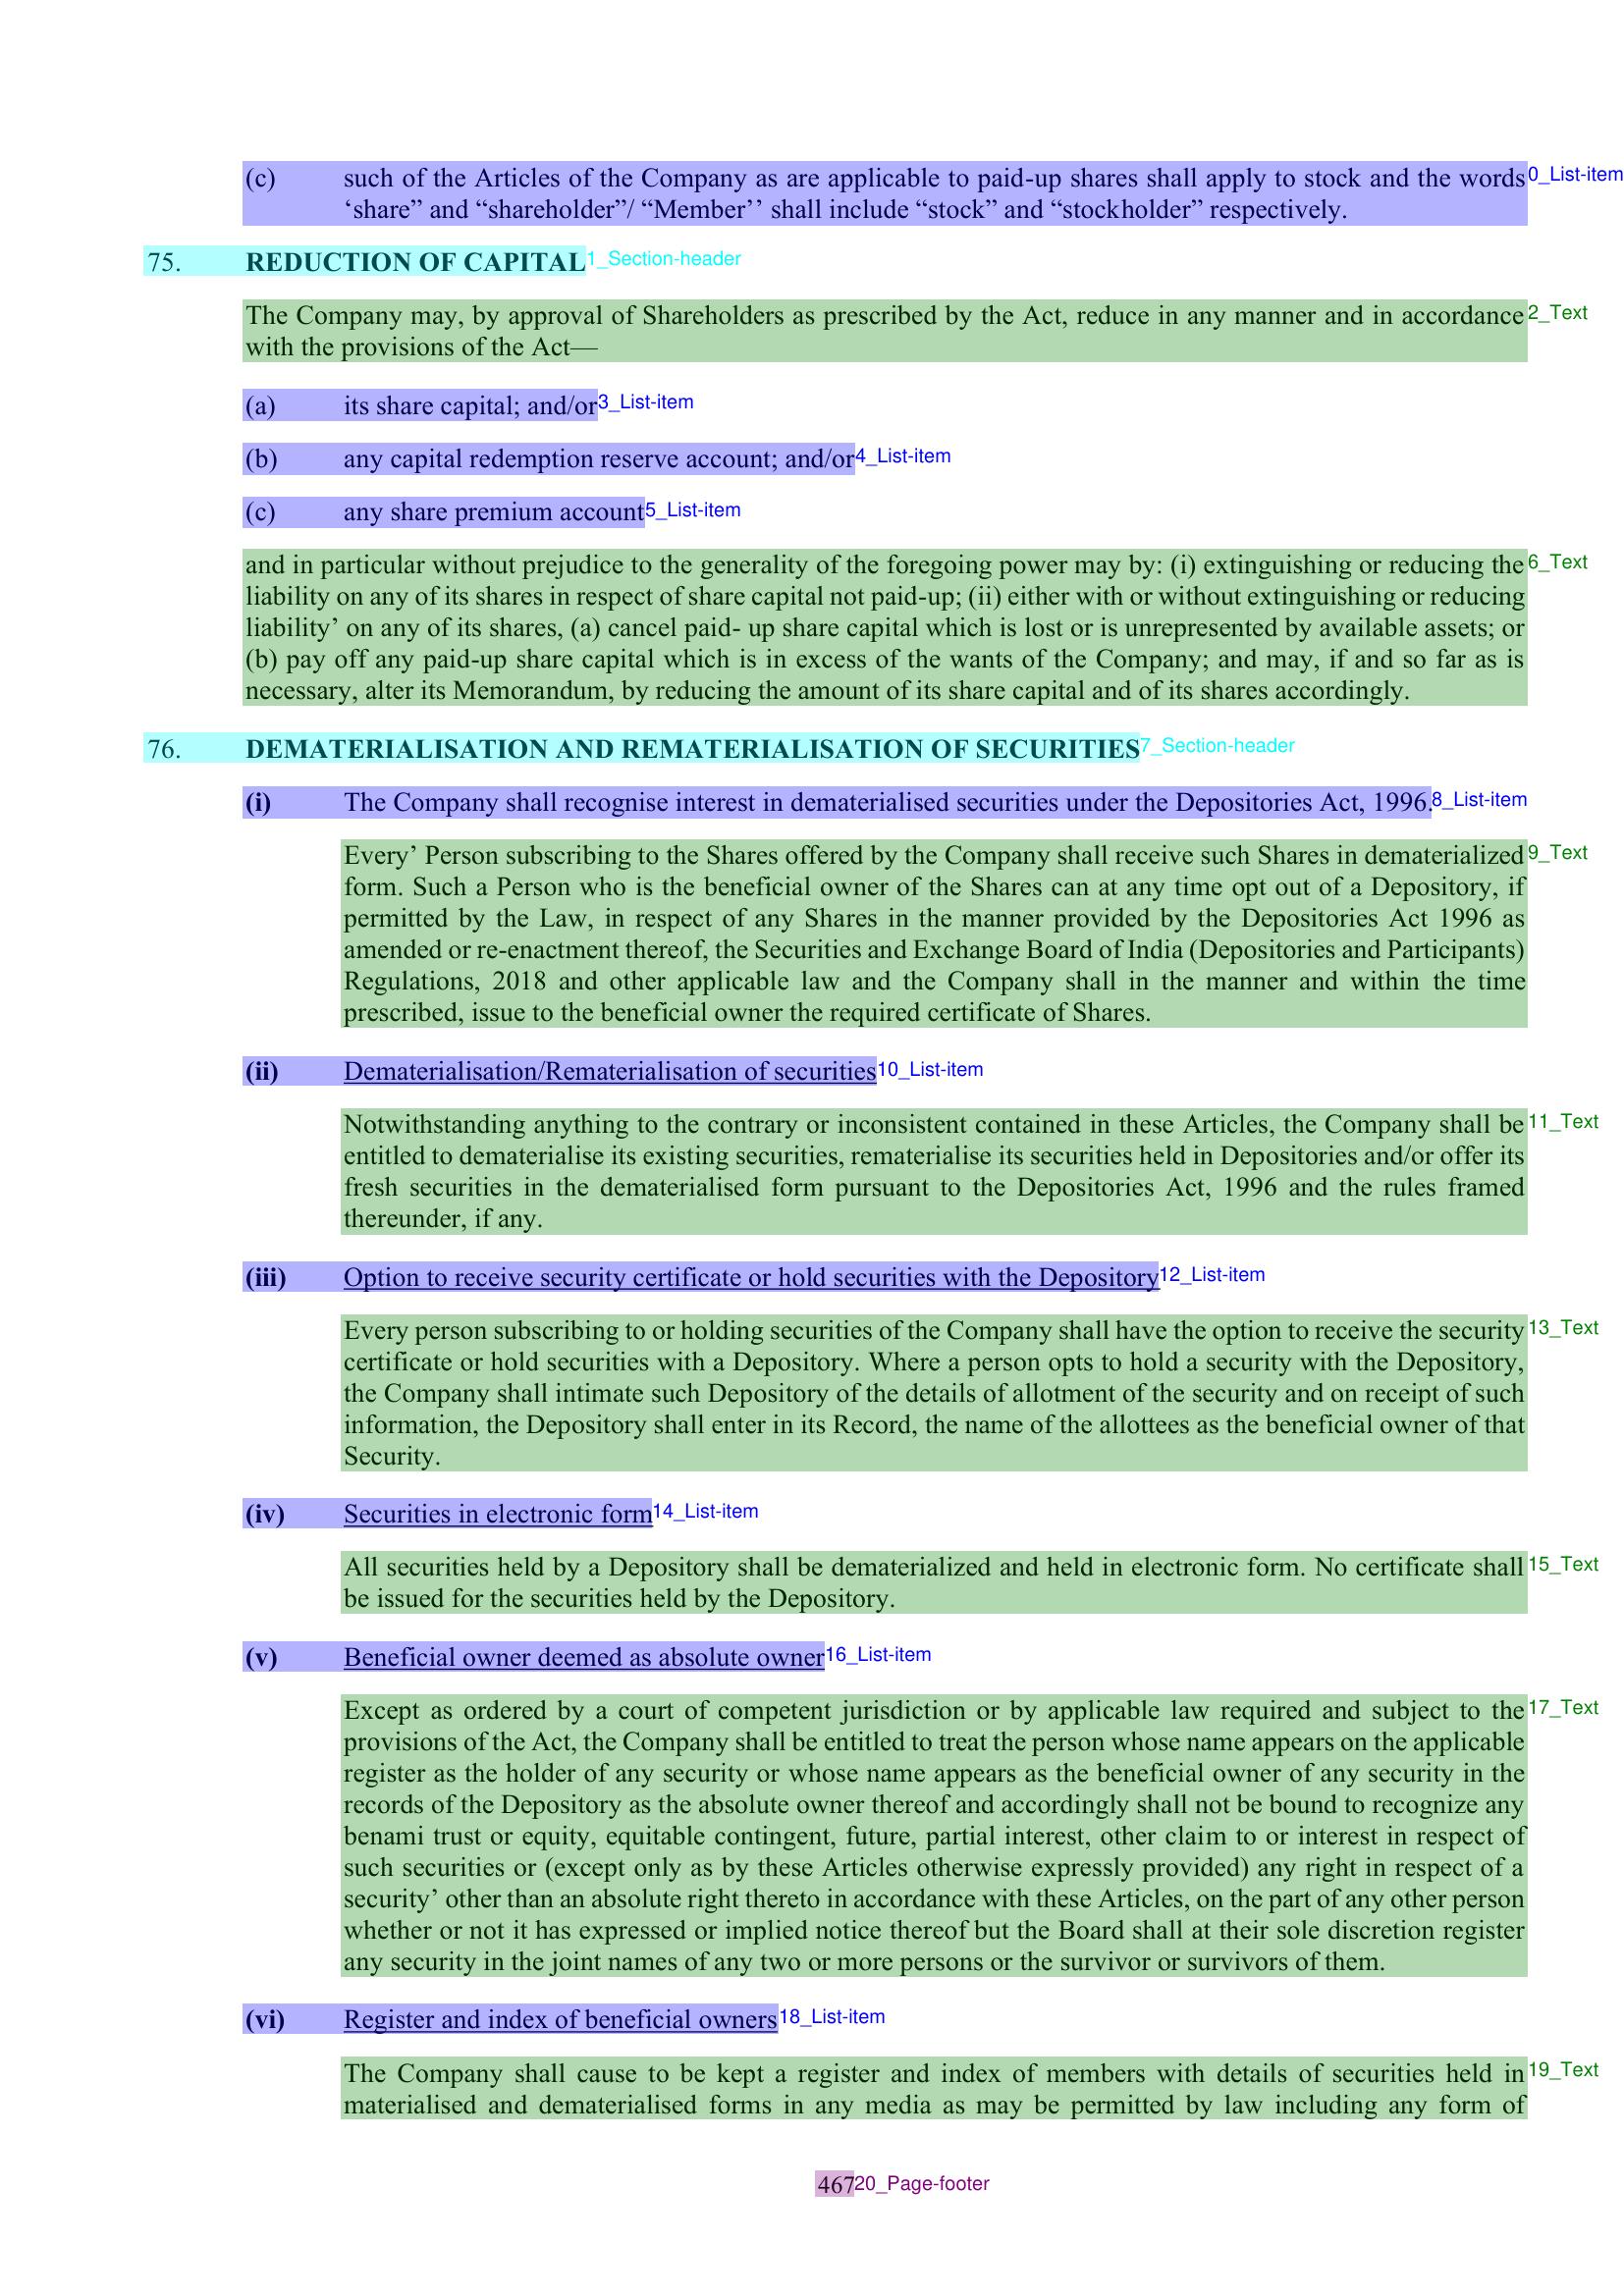 (c) such of the Articles of the Company as are applicable to paid-up shares shall apply to stock and the words 0_List-item
‘share” and “shareholder”/ “Member’’ shall include “stock” and “stockholder” respectively.
75. REDUCTION OF CAPITAL 1_Section-header
The Company may, by approval of Shareholders as prescribed by the Act, reduce in any manner and in accordance 2_Text
with the provisions of the Act—
(a) its share capital; and/or 3_List-item
(b) any capital redemption reserve account; and/or 4_List-item
(c) any share premium account 5_List-item
and in particular without prejudice to the generality of the foregoing power may by: (i) extinguishing or reducing the 6_Text
liability on any of its shares in respect of share capital not paid-up; (ii) either with or without extinguishing or reducing
liability’ on any of its shares, (a) cancel paid- up share capital which is lost or is unrepresented by available assets; or
(b) pay off any paid-up share capital which is in excess of the wants of the Company; and may, if and so far as is
necessary, alter its Memorandum, by reducing the amount of its share capital and of its shares accordingly.
76. DEMATERIALISATION AND REMATERIALISATION OF SECURITIES 7_Section-header
(i) The Company shall recognise interest in dematerialised securities under the Depositories Act, 1996. 8_List-item
Every’ Person subscribing to the Shares offered by the Company shall receive such Shares in dematerialized 9_Text
form. Such a Person who is the beneficial owner of the Shares can at any time opt out of a Depository, if
permitted by the Law, in respect of any Shares in the manner provided by the Depositories Act 1996 as
amended or re-enactment thereof, the Securities and Exchange Board of India (Depositories and Participants)
Regulations, 2018 and other applicable law and the Company shall in the manner and within the time
prescribed, issue to the beneficial owner the required certificate of Shares.
(ii) Dematerialisation/Rematerialisation of securities 10_List-item
Notwithstanding anything to the contrary or inconsistent contained in these Articles, the Company shall be 11_Text
entitled to dematerialise its existing securities, rematerialise its securities held in Depositories and/or offer its
fresh securities in the dematerialised form pursuant to the Depositories Act, 1996 and the rules framed
thereunder, if any.
(iii) Option to receive security certificate or hold securities with the Depository 12_List-item
Every person subscribing to or holding securities of the Company shall have the option to receive the security 13_Text
certificate or hold securities with a Depository. Where a person opts to hold a security with the Depository,
the Company shall intimate such Depository of the details of allotment of the security and on receipt of such
information, the Depository shall enter in its Record, the name of the allottees as the beneficial owner of that
Security.
(iv) Securities in electronic form 14_List-item
All securities held by a Depository shall be dematerialized and held in electronic form. No certificate shall 15_Text
be issued for the securities held by the Depository.
(v) Beneficial owner deemed as absolute owner 16_List-item
Except as ordered by a court of competent jurisdiction or by applicable law required and subject to the 17_Text
provisions of the Act, the Company shall be entitled to treat the person whose name appears on the applicable
register as the holder of any security or whose name appears as the beneficial owner of any security in the
records of the Depository as the absolute owner thereof and accordingly shall not be bound to recognize any
benami trust or equity, equitable contingent, future, partial interest, other claim to or interest in respect of
such securities or (except only as by these Articles otherwise expressly provided) any right in respect of a
security’ other than an absolute right thereto in accordance with these Articles, on the part of any other person
whether or not it has expressed or implied notice thereof but the Board shall at their sole discretion register
any security in the joint names of any two or more persons or the survivor or survivors of them.
(vi) Register and index of beneficial owners 18_List-item
The Company shall cause to be kept a register and index of members with details of securities held in 19_Text
materialised and dematerialised forms in any media as may be permitted by law including any form of
467 20_Page-footer